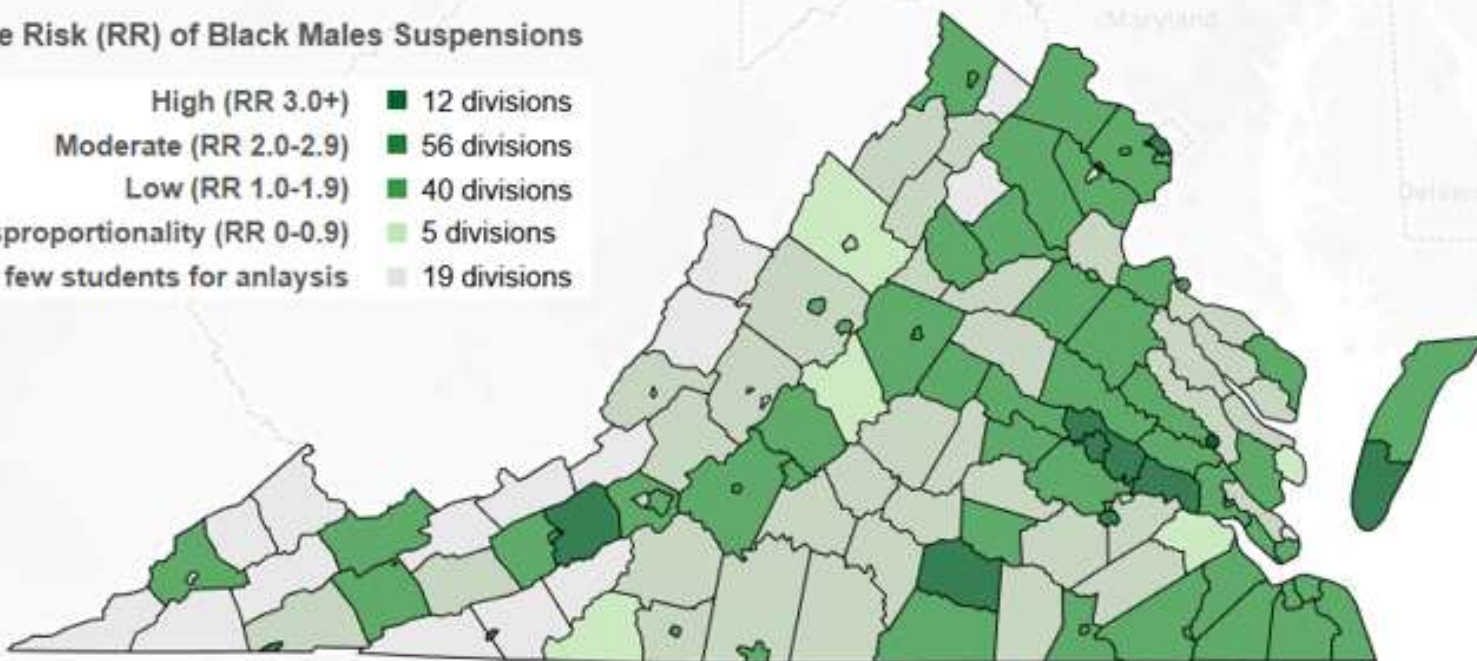 e Risk (RR) of Black Males Suspensions
High (RR 3.0+) 12 divisions
Moderate (RR 2.0-2.9) 56 divisions
Low (RR 1.0-1.9) 40 divisions
sproportionality (RR 0-0.9) 5 divisions
few students for anlaysis 19 divisions
Maryland
Delaw